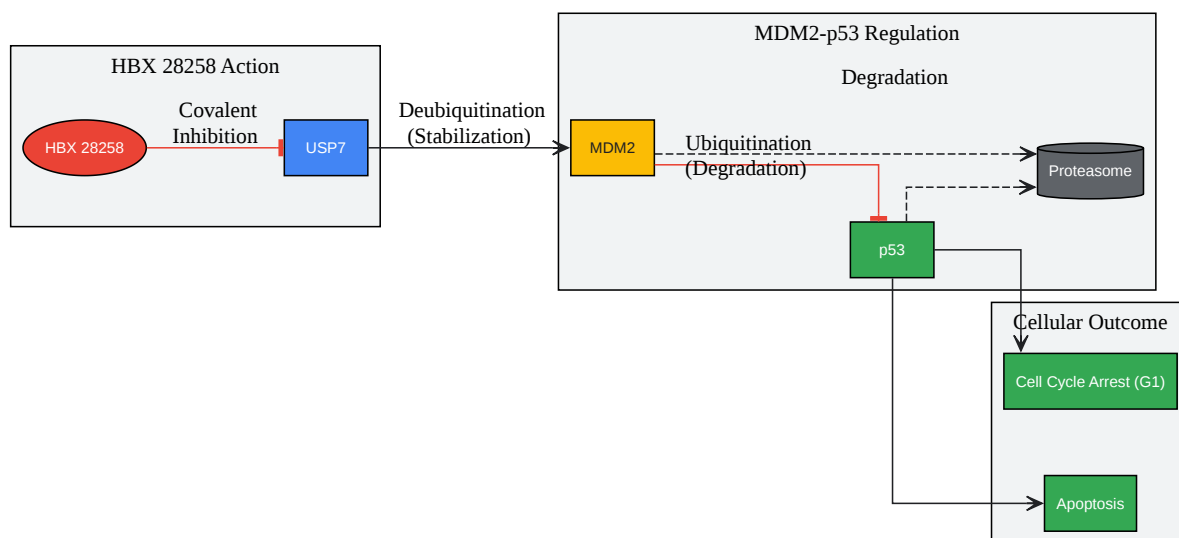 MDM2-p53 Regulation
HBX 28258 Action
Degradation
Covalent
Inhibition
Deubiquitination
(Stabilization)
HBX 28258
USP7
MDM2
Ubiquitination
(Degradation)
Proteasome
p53
Cellular Outcome
Cell Cycle Arrest (G1)
Apoptosis